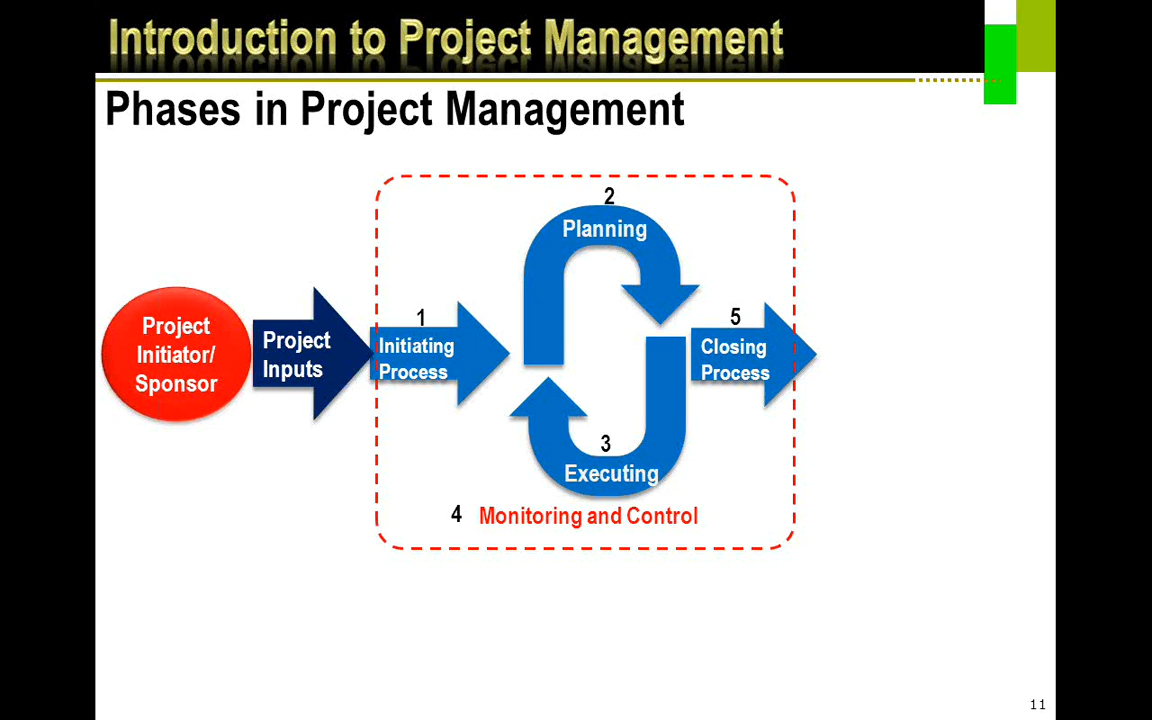 Introduction to Project Management
Phases in Project Management
Project
Initiator/
Sponsor
Project
Inputs
1
Initiating
Process
2
Planning
3
Executing
4 Monitoring and Control
5
Closing
Process
11